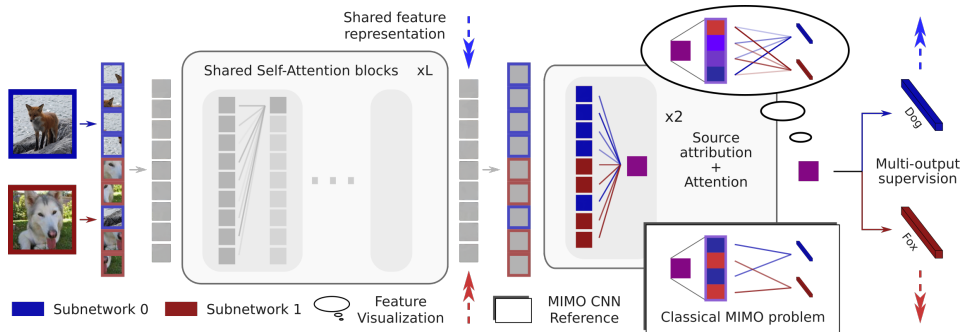 Shared feature
representation
Shared Self-Attention blocks xL
x2
Source
attribution
+
Attention
Dog
Multi-output
supervision
Fox
Classical MIMO problem
Subnetwork 0
Subnetwork 1
Feature
Visualization
MIMO CNN
Reference